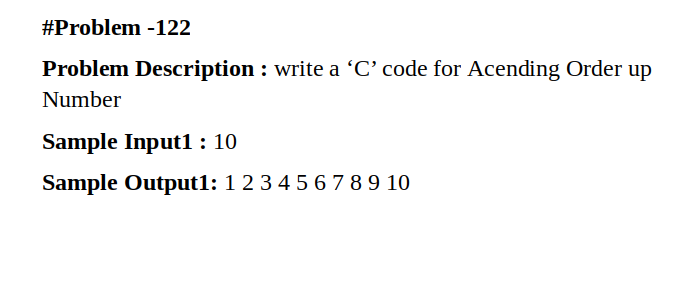 #Problem -122
Problem Description : write a ‘C’ code for Acending Order up
Number
Sample Input1 : 10
Sample Output1: 1 2 3 4 5 6 7 8 9 10